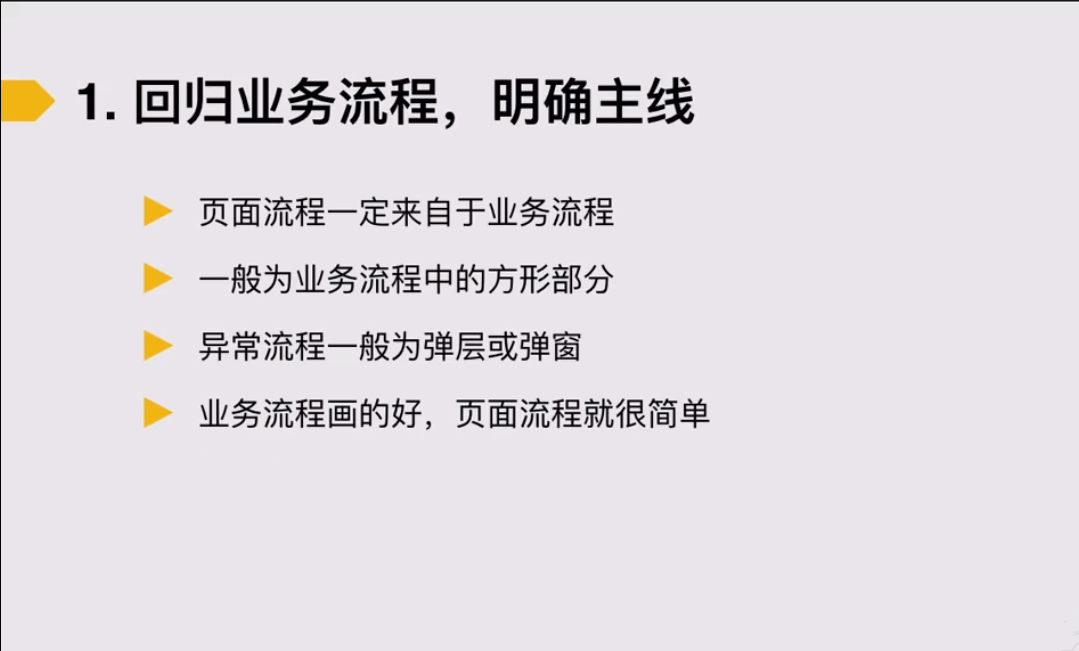 1. 回归业务流程，明确主线
页面流程一定来自于业务流程
一般为业务流程中的方形部分
异常流程一般为弹层或弹窗
业务流程画的好，页面流程就很简单